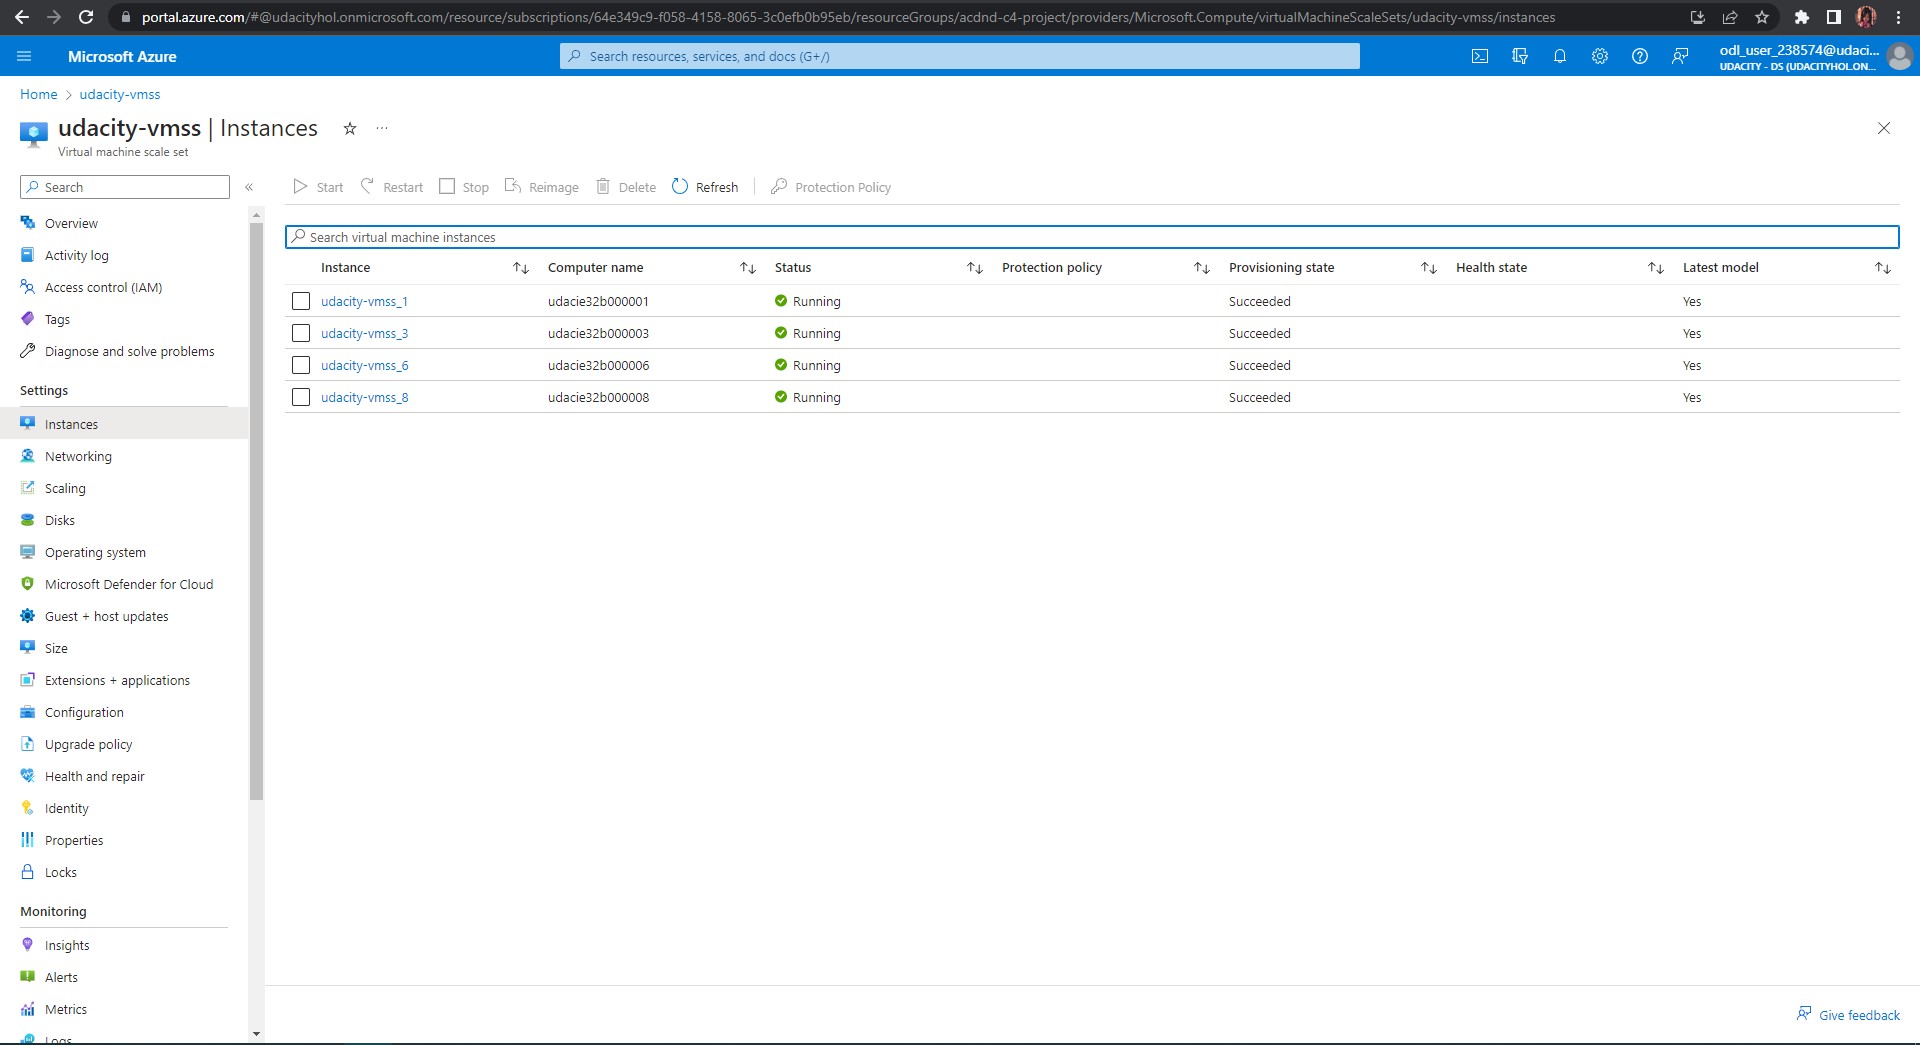 portal.azure.com/#@udacityhol.onmicrosoft.com/resource/subscriptions/64e349c9-f058-4158-8065-3c0efb0b95eb/resourceGroups/acdnd-c4-project/providers/Microsoft.Compute/virtualMachineScaleSets/udacity-vmss/instances
Microsoft Azure
Search resources, services, and docs (G+/)
odl_user_238574@udaci...
UDACITY - DS (UDACITYHOL.ON...
Home > udacity-vmss
udacity-vmss | Instances
Virtual machine scale set
Search
Start Restart Stop Reimage Delete Refresh Protection Policy
Search virtual machine instances
Instance Computer name Status Protection policy Provisioning state Health state Latest model
udacity-vmss_1 udacie32b000001 Running Succeeded Yes
udacity-vmss_3 udacie32b000003 Running Succeeded Yes
udacity-vmss_6 udacie32b000006 Running Succeeded Yes
udacity-vmss_8 udacie32b000008 Running Succeeded Yes
Overview
Activity log
Access control (IAM)
Tags
Diagnose and solve problems
Settings
Instances
Networking
Scaling
Disks
Operating system
Microsoft Defender for Cloud
Guest + host updates
Size
Extensions + applications
Configuration
Upgrade policy
Health and repair
Identity
Properties
Locks
Monitoring
Insights
Alerts
Metrics
Logs
Give feedback